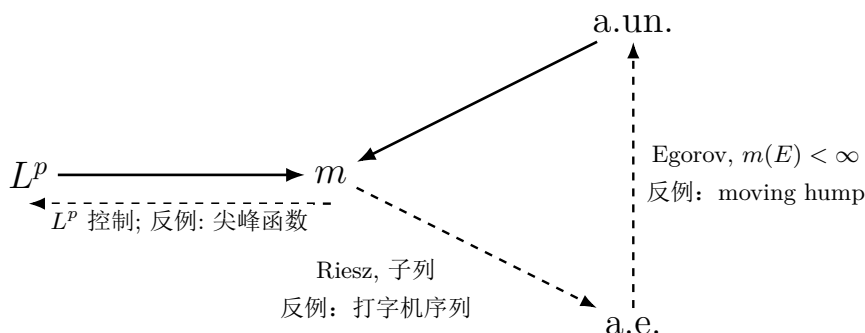 a.un.
Egorov, $m(E) < \infty$
反例：moving hump
$L^p$
$m$
$L^p$ 控制; 反例: 尖峰函数
Riesz, 子列
反例：打字机序列
a.e.